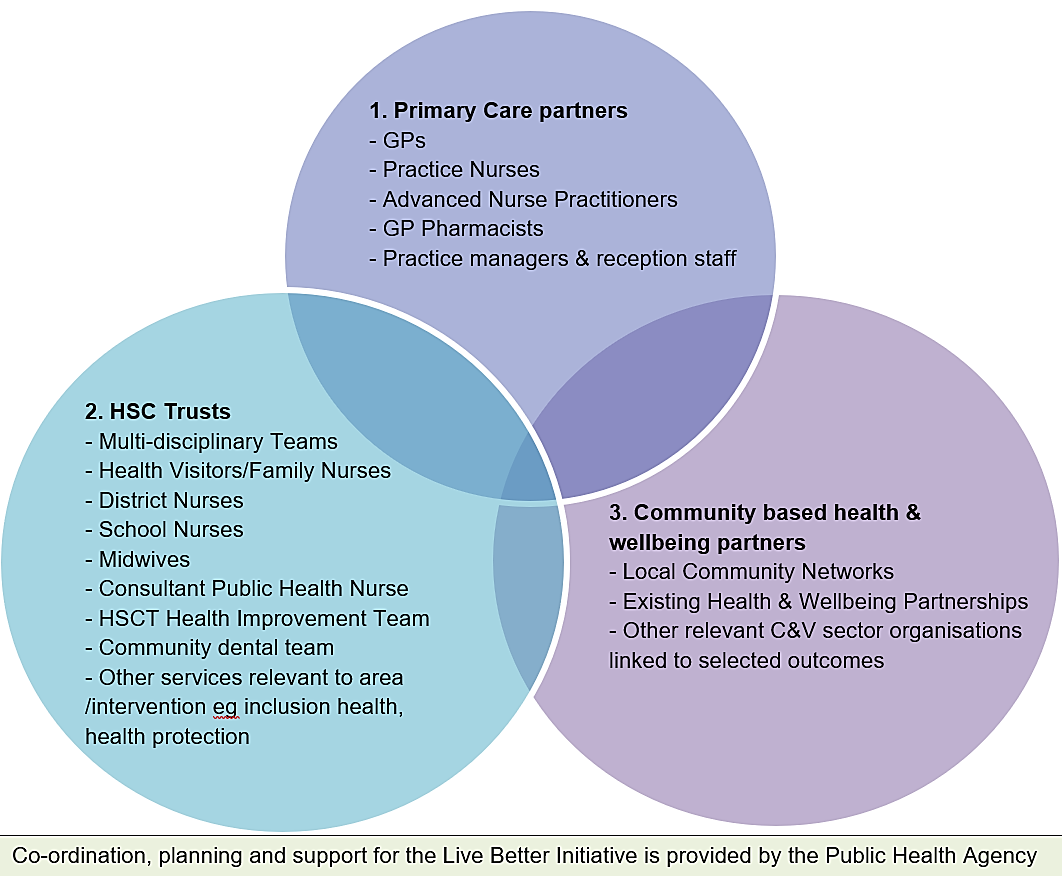 1. Primary Care partners
- GPs
- Practice Nurses
- Advanced Nurse Practitioners
- GP Pharmacists
- Practice managers & reception staff
2. HSC Trusts
- Multi-disciplinary Teams
- Health Visitors/Family Nurses
- District Nurses
- School Nurses
- Midwives
- Consultant Public Health Nurse
- HSCT Health Improvement Team
- Community dental team
- Other services relevant to area
/intervention eg inclusion health,
health protection
3. Community based health &
wellbeing partners
- Local Community Networks
- Existing Health & Wellbeing Partnerships
- Other relevant C&V sector organisations
linked to selected outcomes
Co-ordination, planning and support for the Live Better Initiative is provided by the Public Health Agency